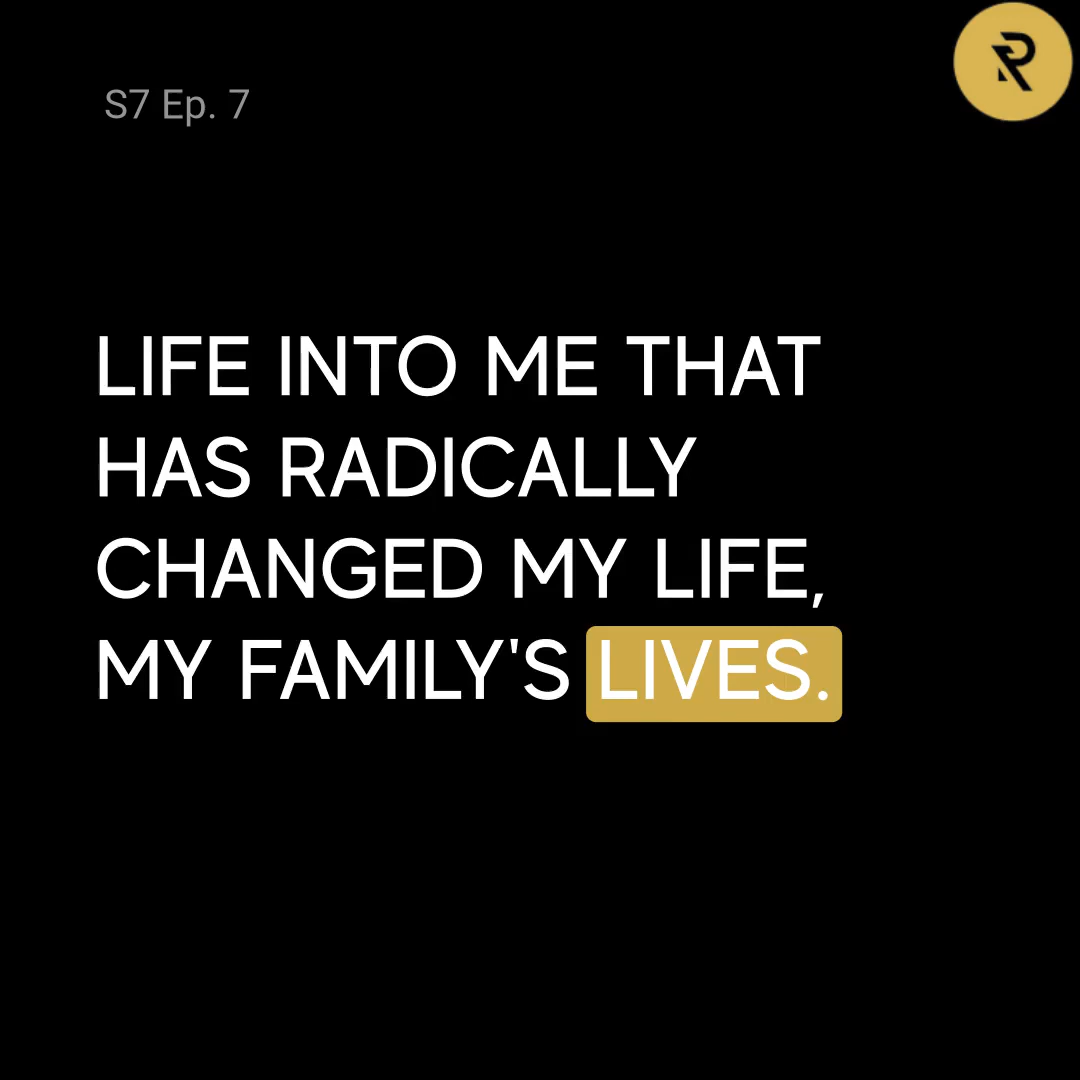 S7 Ep. 7
LIFE INTO ME THAT
HAS RADICALLY
CHANGED MY LIFE,
MY FAMILY'S LIVES.